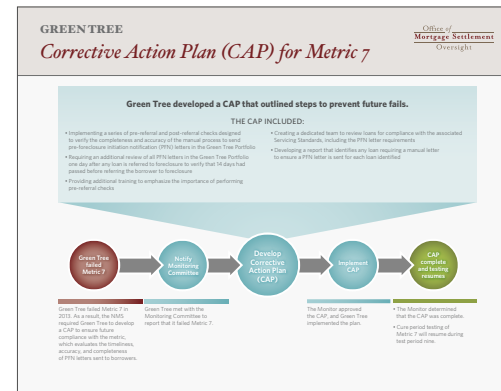 GREEN TREE
Corrective Action Plan (CAP) for Metric 7
Office of
Mortgage Settlement
Oversight
Green Tree developed a CAP that outlined steps to prevent future fails.
THE CAP INCLUDED:
• Implementing a series of pre-referral and post-referral checks designed
to verify the completeness and accuracy of the manual process to send
pre-foreclosure initiation notification (PFN) letters in the Green Tree Portfolio
• Requiring an additional review of all PFN letters in the Green Tree Portfolio
one day after any loan is referred to foreclosure to verify that 14 days had
passed before referring the borrower to foreclosure
• Providing additional training to emphasize the importance of performing
pre-referral checks
• Creating a dedicated team to review loans for compliance with the associated
Servicing Standards, including the PFN letter requirements
• Developing a report that identifies any loan requiring a manual letter
to ensure a PFN letter is sent for each loan identified
Green Tree
failed
Metric 7
Notify
Monitoring
Committee
Develop
Corrective
Action Plan
(CAP)
Implement
CAP
CAP
complete
and testing
resumes
Green Tree failed Metric 7 in
2013. As a result, the NMS
required Green Tree to develop
a CAP to ensure future
compliance with the metric,
which evaluates the timeliness,
accuracy, and completeness
of PFN letters sent to borrowers.
Green Tree met with the
Monitoring Committee to
report that it failed Metric 7.
The Monitor approved
the CAP, and Green Tree
implemented the plan.
• The Monitor determined
that the CAP was complete.
• Cure period testing of
Metric 7 will resume during
test period nine.